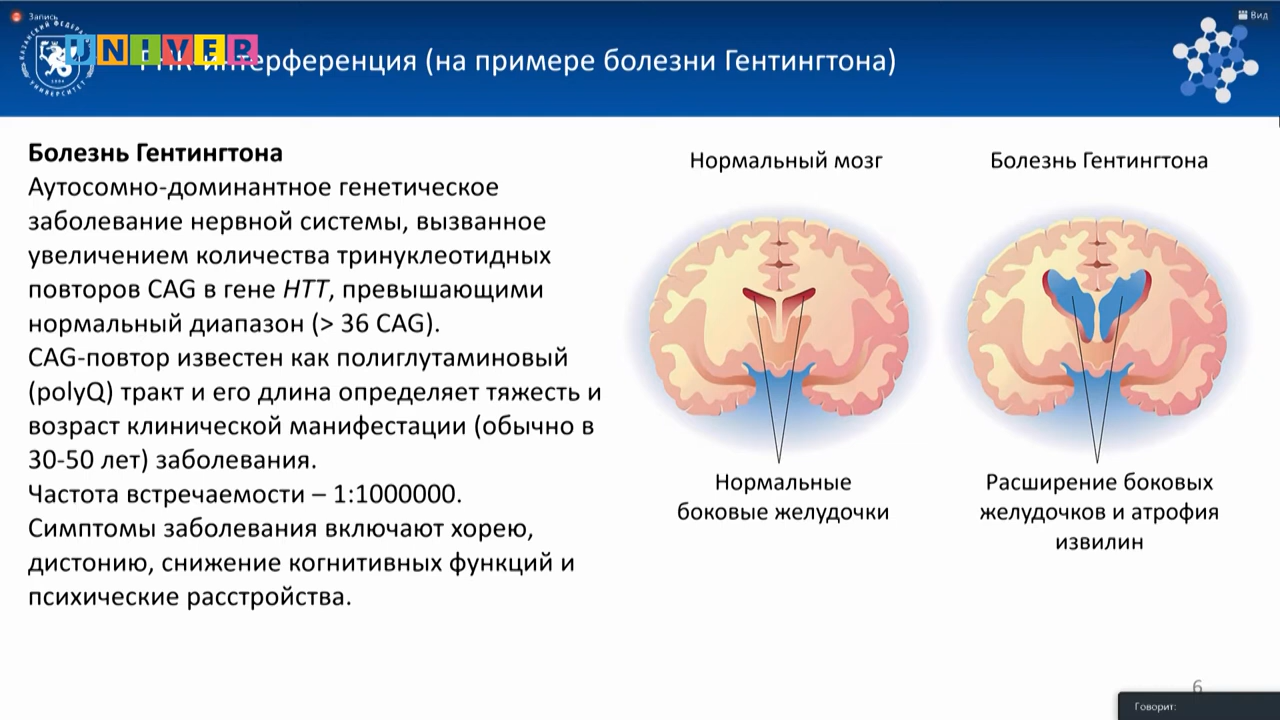 Запись
Вид
UNIVER
интерференция (на примере болезни Гентингтона)
КАЗАНСКИЙ ФЕДЕРА
УНИВЕРСИТЕТ
1804
Болезнь Гентингтона
Аутосомно-доминантное генетическое
заболевание нервной системы, вызванное
увеличением количества тринуклеотидных
повторов CAG в гене HTT, превышающими
нормальный диапазон (> 36 CAG).
CAG-повтор известен как полиглутаминовый
(polyQ) тракт и его длина определяет тяжесть и
возраст клинической манифестации (обычно в
30-50 лет) заболевания.
Частота встречаемости – 1:1000000.
Симптомы заболевания включают хорею,
дистонию, снижение когнитивных функций и
психические расстройства.
Нормальный мозг
Болезнь Гентингтона
Нормальные
боковые желудочки
Расширение боковых
желудочков и атрофия
извилин
6
Говорит: